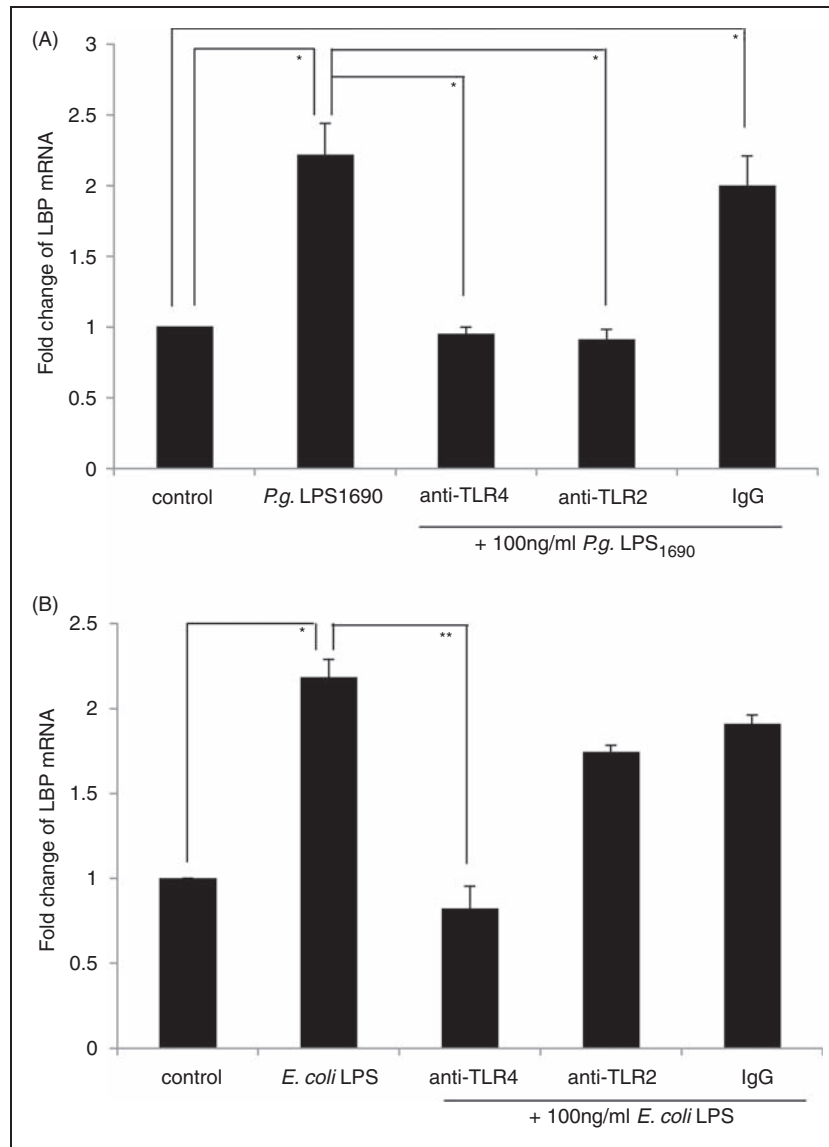 (A)
Fold change of LBP mRNA
3
2.5
2
1.5
1
0.5
0
*
*
*
*
control P.g. LPS1690 anti-TLR4 anti-TLR2 IgG
+ 100ng/ml P.g. LPS1690
(B)
Fold change of LBP mRNA
2.5
2
1.5
1
0.5
0
*
**
control E. coli LPS anti-TLR4 anti-TLR2 IgG
+ 100ng/ml E. coli LPS